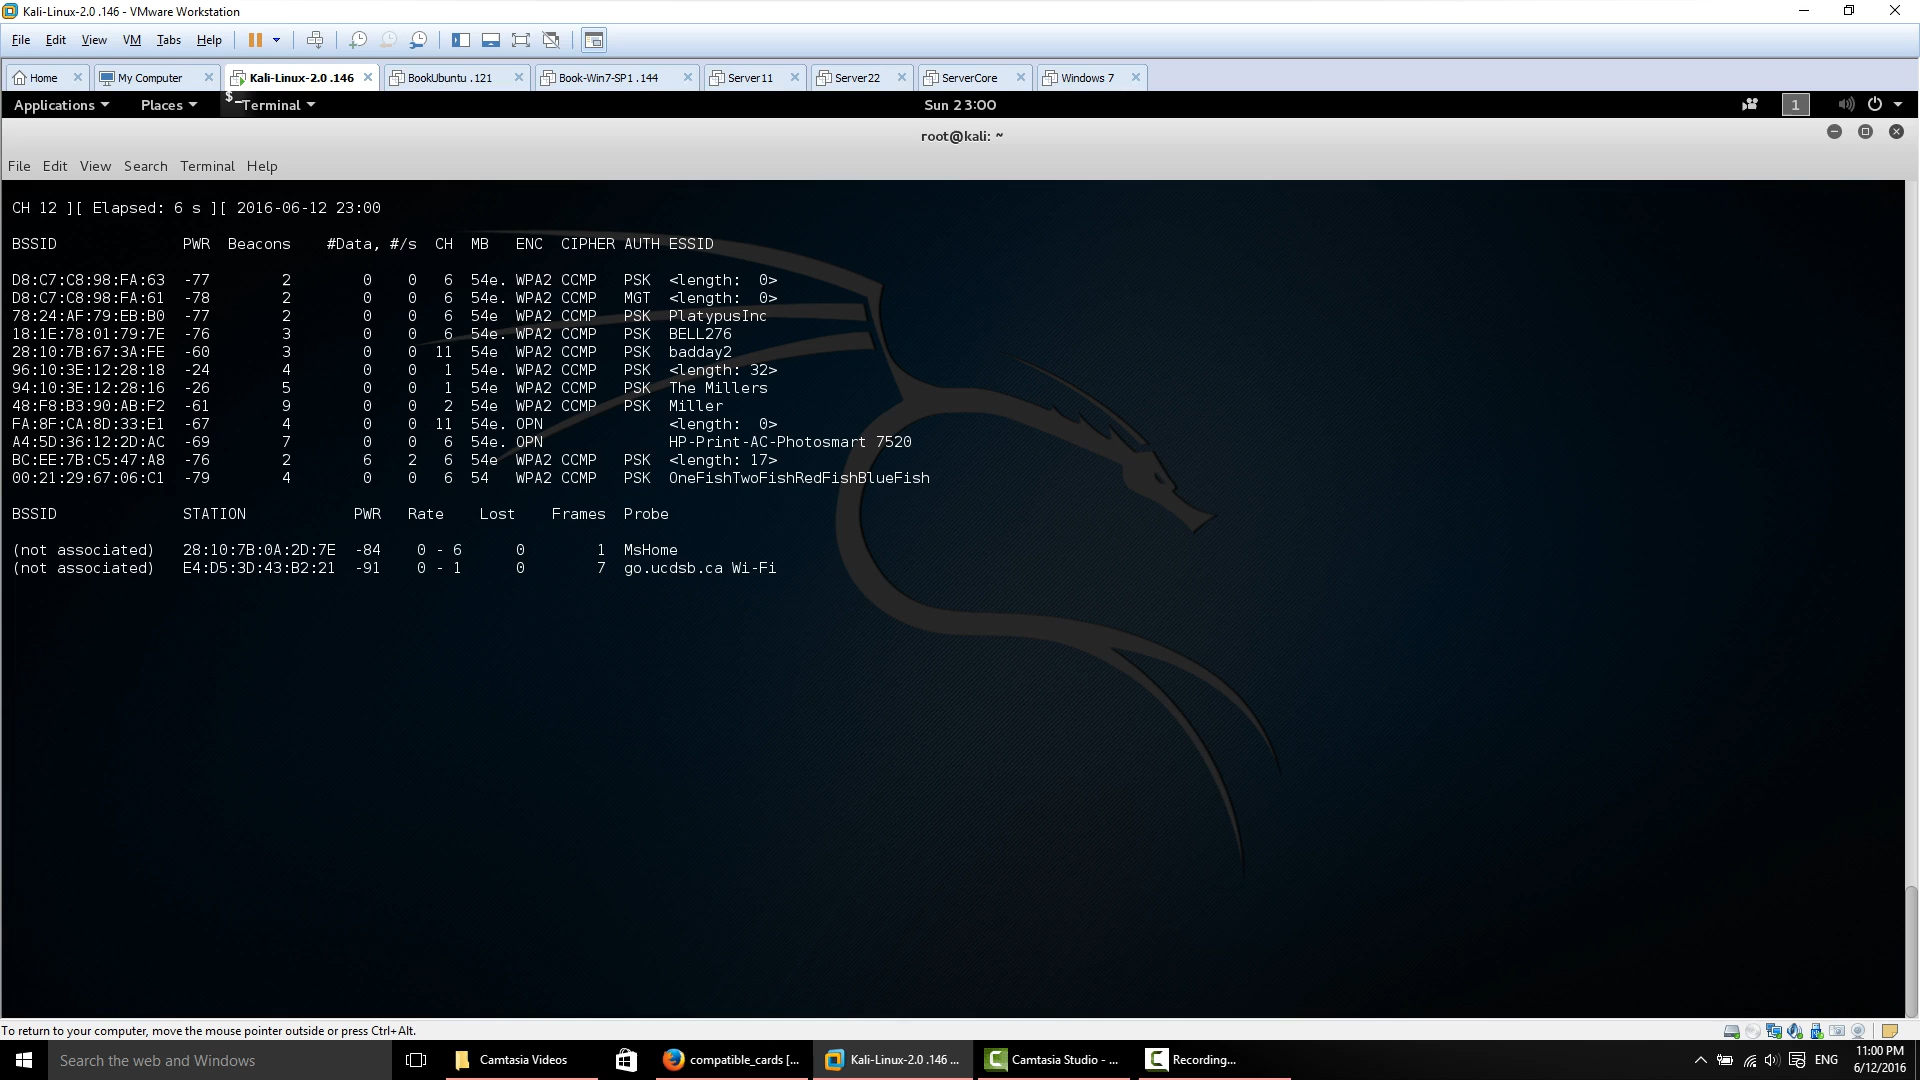 Kali-Linux-2.0 .146 - VMware Workstation
File Edit View VM Tabs Help
Home My Computer Kali-Linux-2.0 .146 BookUbuntu .121 Book-Win7-SP1 .144 Server11 Server22 ServerCore Windows 7
Applications Places Terminal Sun 23:00 1
root@kali: ~
File Edit View Search Terminal Help
CH 12 ][ Elapsed: 6 s ][ 2016-06-12 23:00
BSSID PWR Beacons #Data, #/s CH MB ENC CIPHER AUTH ESSID
D8:C7:C8:98:FA:63 -77 2 0 0 6 54e. WPA2 CCMP PSK <length: 0>
D8:C7:C8:98:FA:61 -78 2 0 0 6 54e. WPA2 CCMP MGT <length: 0>
78:24:AF:79:EB:B0 -77 2 0 0 6 54e WPA2 CCMP PSK PlatypusInc
18:1E:78:01:79:7E -76 3 0 0 6 54e. WPA2 CCMP PSK BELL276
28:10:7B:67:3A:FE -60 3 0 0 11 54e WPA2 CCMP PSK badday2
96:10:3E:12:28:18 -24 4 0 0 1 54e. WPA2 CCMP PSK <length: 32>
94:10:3E:12:28:16 -26 5 0 0 1 54e WPA2 CCMP PSK The Millers
48:F8:B3:90:AB:F2 -61 9 0 0 2 54e WPA2 CCMP PSK Miller
FA:8F:CA:8D:33:E1 -67 4 0 0 11 54e. OPN <length: 0>
A4:5D:36:12:2D:AC -69 7 0 0 6 54e. OPN HP-Print-AC-Photosmart 7520
BC:EE:7B:C5:47:A8 -76 2 6 2 6 54e WPA2 CCMP PSK <length: 17>
00:21:29:67:06:C1 -79 4 0 0 6 54 WPA2 CCMP PSK OneFishTwoFishRedFishBlueFish
BSSID STATION PWR Rate Lost Frames Probe
(not associated) 28:10:7B:0A:2D:7E -84 0 - 6 0 1 MsHome
(not associated) E4:D5:3D:43:B2:21 -91 0 - 1 0 7 go.ucdsb.ca Wi-Fi
To return to your computer, move the mouse pointer outside or press Ctrl+Alt.
Search the web and Windows Camtasia Videos compatible_cards [... Kali-Linux-2.0 .146 ... Camtasia Studio - ... Recording... ENG 11:00 PM
6/12/2016